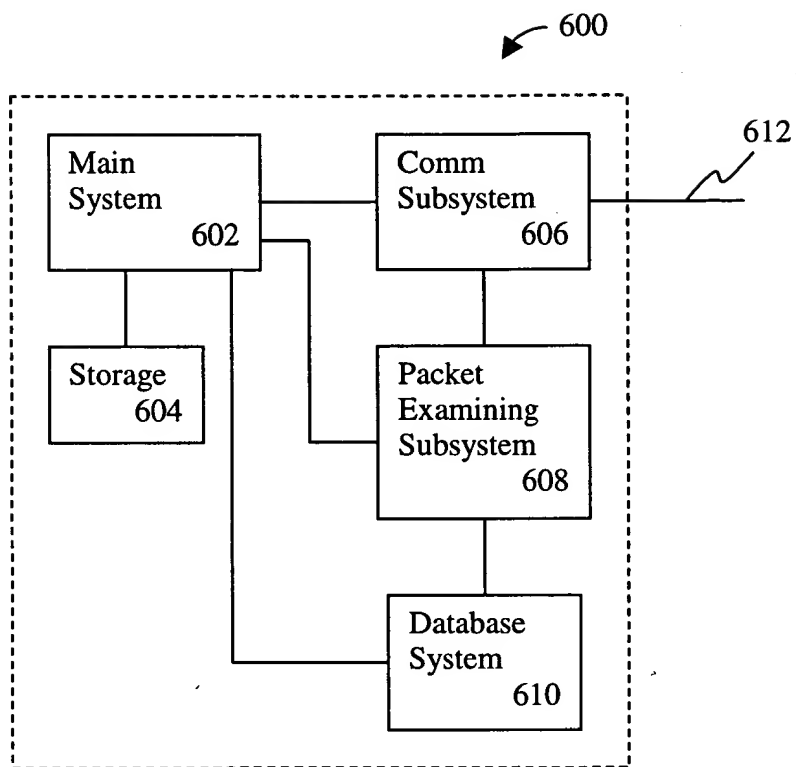 600
612
Main
System
602
Comm
Subsystem
606
Storage
604
Packet
Examining
Subsystem
608
Database
System
610